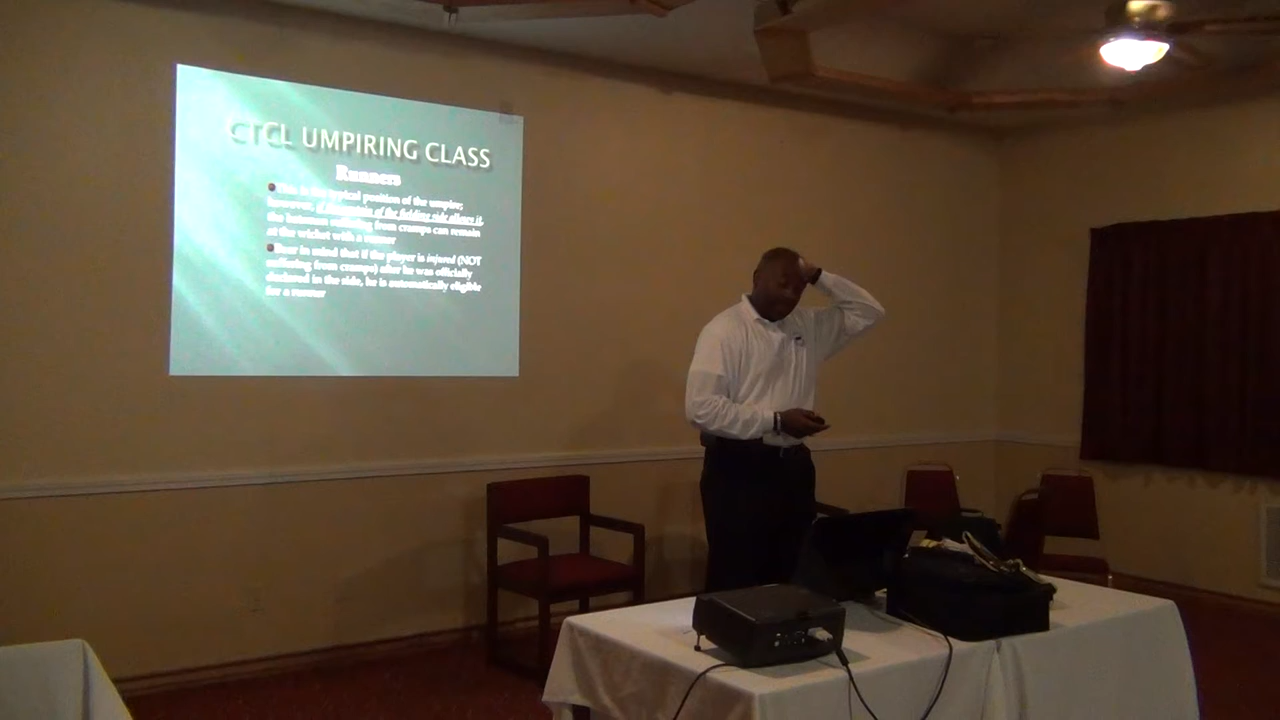 CTCL UMPIRING CLASS
Runners
This is the typical position of the umpire;
however, if the captain of the fielding side allows it,
the batsman suffering from cramps can remain
at the wicket with a runner
Bear in mind that if the player is injured (NOT
suffering from cramps) after he was officially
declared in the side, he is automatically eligible
for a runner